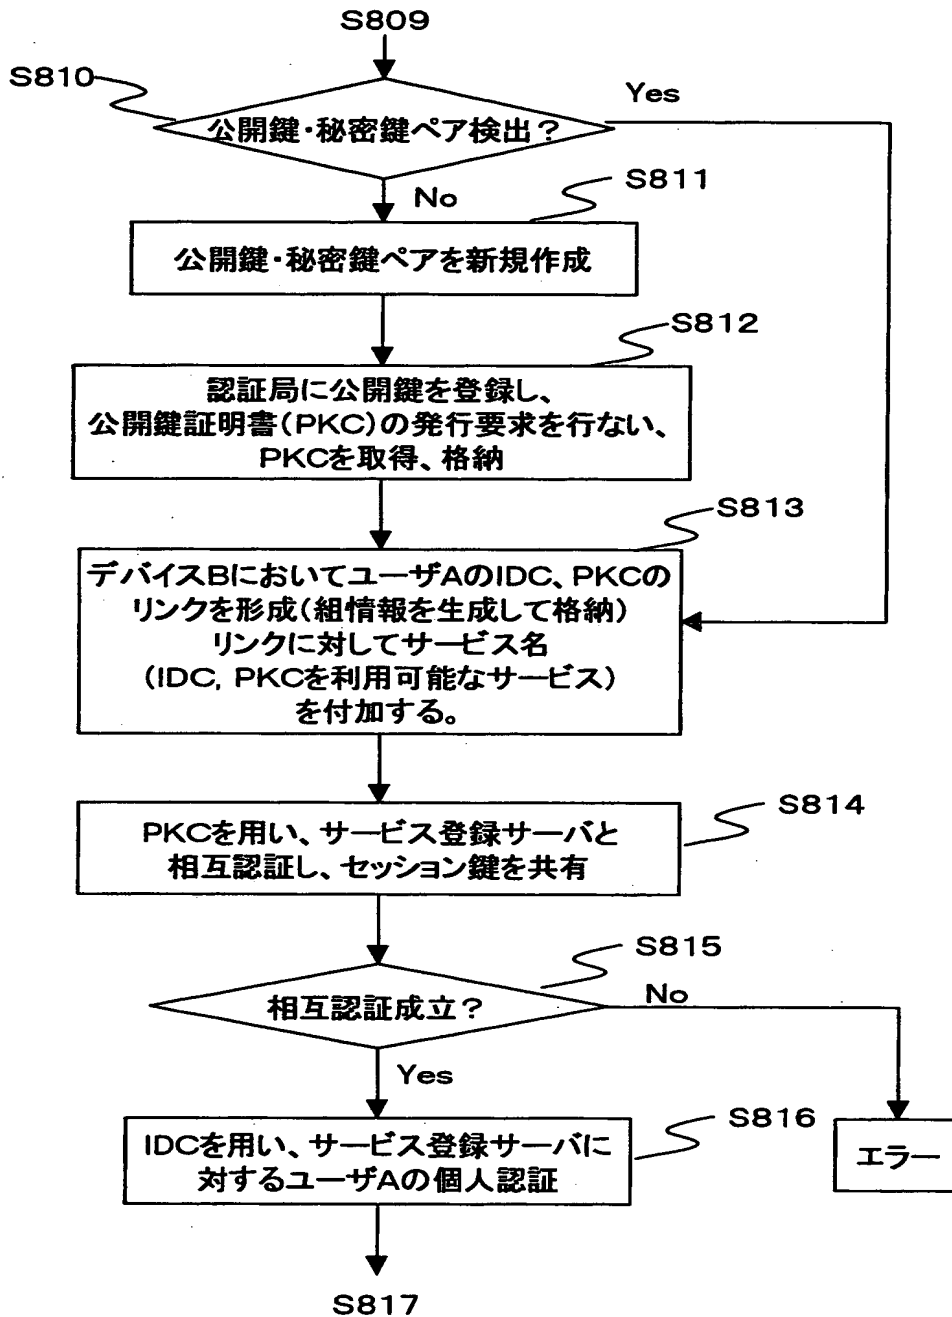 S809
S810
公開鍵・秘密鍵ペア検出？
Yes
No
S811
公開鍵・秘密鍵ペアを新規作成
S812
認証局に公開鍵を登録し、
公開鍵証明書(PKC)の発行要求を行ない、
PKCを取得、格納
S813
デバイスBにおいてユーザAのIDC、PKCの
リンクを形成(組情報を生成して格納)
リンクに対してサービス名
(IDC, PKCを利用可能なサービス)
を付加する。
S814
PKCを用い、サービス登録サーバと
相互認証し、セッション鍵を共有
S815
相互認証成立？
No
Yes
S816
IDCを用い、サービス登録サーバに
対するユーザAの個人認証
エラー
S817